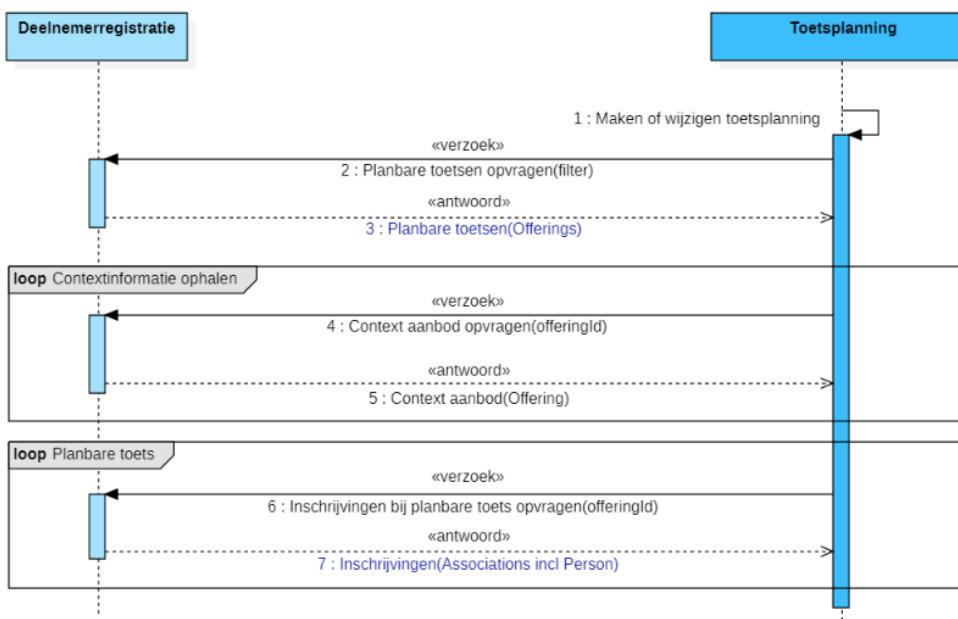 Deelnemerregistratie
Toetsplanning
1 : Maken of wijzigen toetsplanning
«verzoek»
2 : Planbare toetsen opvragen(filter)
«antwoord»
3 : Planbare toetsen(Offerings)
loop Contextinformatie ophalen
«verzoek»
4 : Context aanbod opvragen(offeringId)
«antwoord»
5 : Context aanbod(Offering)
loop Planbare toets
«verzoek»
6 : Inschrijvingen bij planbare toets opvragen(offeringId)
«antwoord»
7 : Inschrijvingen(Associations incl Person)